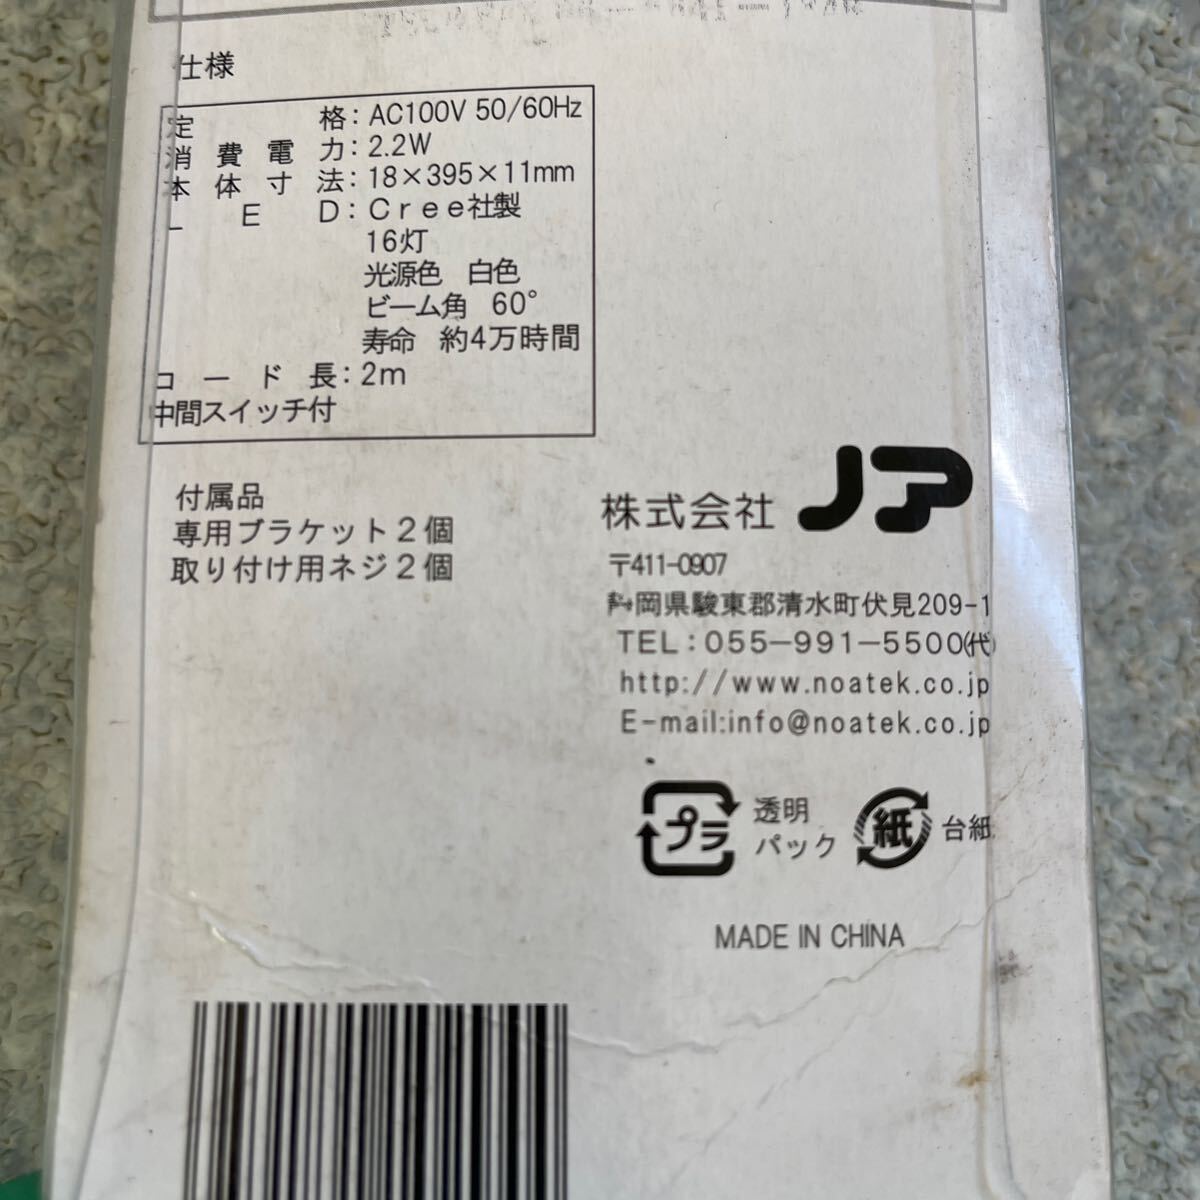 仕様
定格：AC100V 50/60Hz
消費電力：2.2W
本体寸法：18×395×11mm
LED：Cree社製
16灯
光源色　白色
ビーム角　60°
寿命　約4万時間
コード長：2m
中間スイッチ付
付属品
専用ブラケット２個
取り付け用ネジ２個
株式会社 ノア
〒411-0907
岡県駿東郡清水町伏見209-1
TEL：055−991−5500㈹
http://www.noatek.co.jp
E-mail:info@noatek.co.jp
プラ 透明パック
紙 台紙
MADE IN CHINA